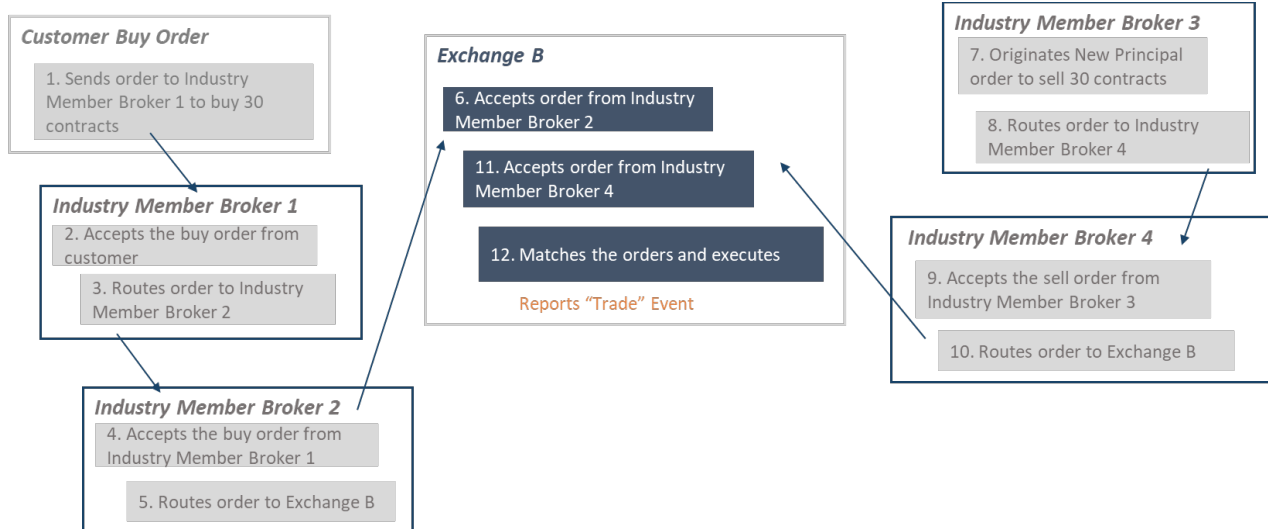 Customer Buy Order
1. Sends order to Industry
Member Broker 1 to buy 30
contracts
Industry Member Broker 1
2. Accepts the buy order from
customer
3. Routes order to Industry
Member Broker 2
Industry Member Broker 2
4. Accepts the buy order from
Industry Member Broker 1
5. Routes order to Exchange B
Exchange B
6. Accepts order from Industry
Member Broker 2
11. Accepts order from Industry
Member Broker 4
12. Matches the orders and executes
Reports “Trade” Event
Industry Member Broker 3
7. Originates New Principal
order to sell 30 contracts
8. Routes order to Industry
Member Broker 4
Industry Member Broker 4
9. Accepts the sell order from
Industry Member Broker 3
10. Routes order to Exchange B